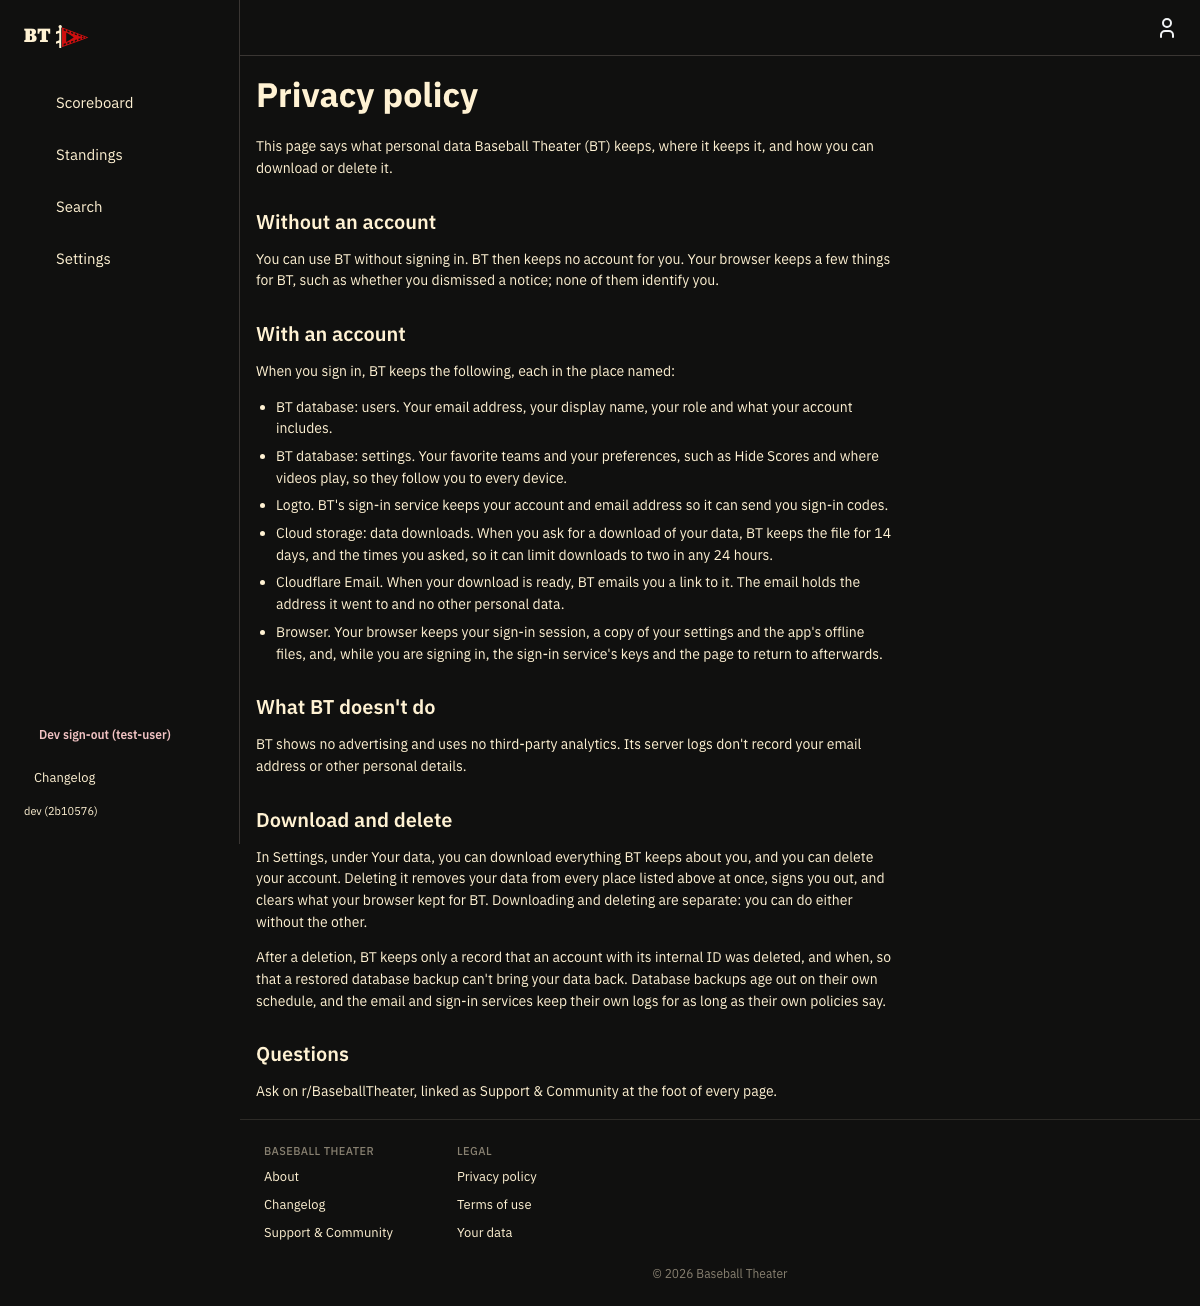 BT
Scoreboard
Standings
Search
Settings
Dev sign-out (test-user)
Changelog
dev (2b10576)
Privacy policy
This page says what personal data Baseball Theater (BT) keeps, where it keeps it, and how you can
download or delete it.
Without an account
You can use BT without signing in. BT then keeps no account for you. Your browser keeps a few things
for BT, such as whether you dismissed a notice; none of them identify you.
With an account
When you sign in, BT keeps the following, each in the place named:
• BT database: users. Your email address, your display name, your role and what your account
includes.
• BT database: settings. Your favorite teams and your preferences, such as Hide Scores and where
videos play, so they follow you to every device.
• Logto. BT's sign-in service keeps your account and email address so it can send you sign-in codes.
• Cloud storage: data downloads. When you ask for a download of your data, BT keeps the file for 14
days, and the times you asked, so it can limit downloads to two in any 24 hours.
• Cloudflare Email. When your download is ready, BT emails you a link to it. The email holds the
address it went to and no other personal data.
• Browser. Your browser keeps your sign-in session, a copy of your settings and the app's offline
files, and, while you are signing in, the sign-in service's keys and the page to return to afterwards.
What BT doesn't do
BT shows no advertising and uses no third-party analytics. Its server logs don't record your email
address or other personal details.
Download and delete
In Settings, under Your data, you can download everything BT keeps about you, and you can delete
your account. Deleting it removes your data from every place listed above at once, signs you out, and
clears what your browser kept for BT. Downloading and deleting are separate: you can do either
without the other.
After a deletion, BT keeps only a record that an account with its internal ID was deleted, and when, so
that a restored database backup can't bring your data back. Database backups age out on their own
schedule, and the email and sign-in services keep their own logs for as long as their own policies say.
Questions
Ask on r/BaseballTheater, linked as Support & Community at the foot of every page.
BASEBALL THEATER
About
Changelog
Support & Community
LEGAL
Privacy policy
Terms of use
Your data
© 2026 Baseball Theater